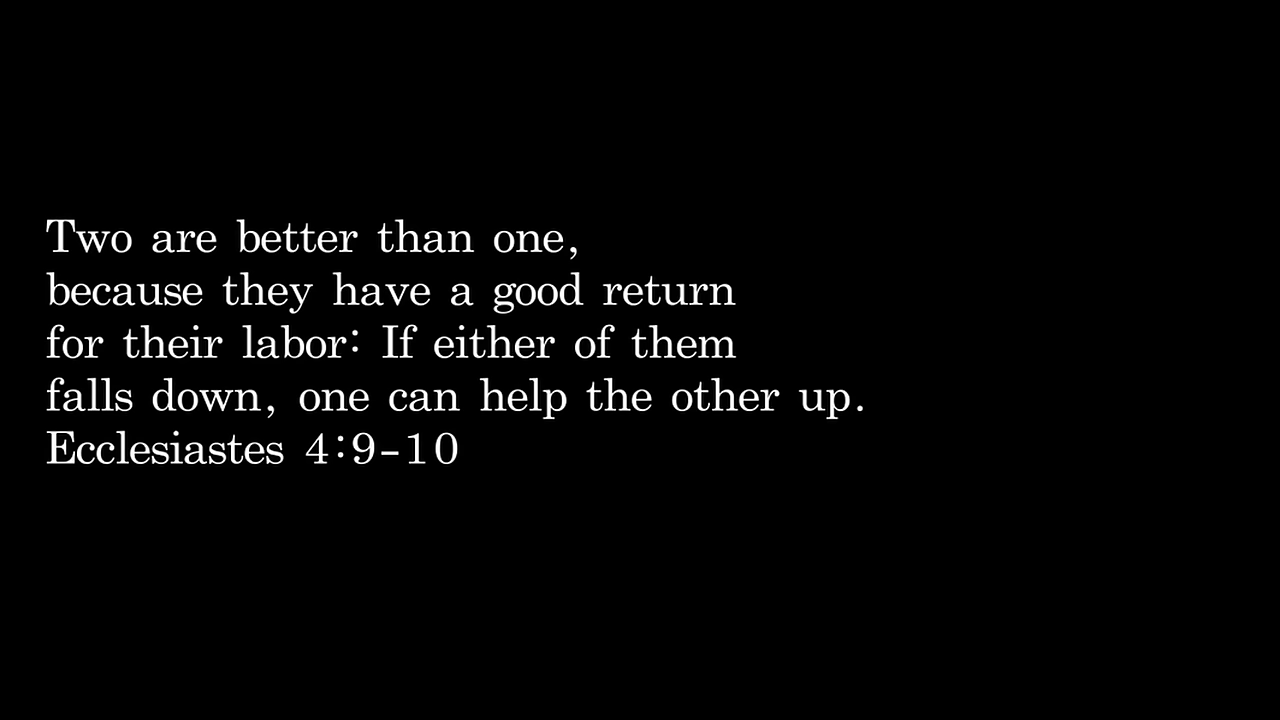 Two are better than one,
because they have a good return
for their labor: If either of them
falls down, one can help the other up.
Ecclesiastes 4:9-10